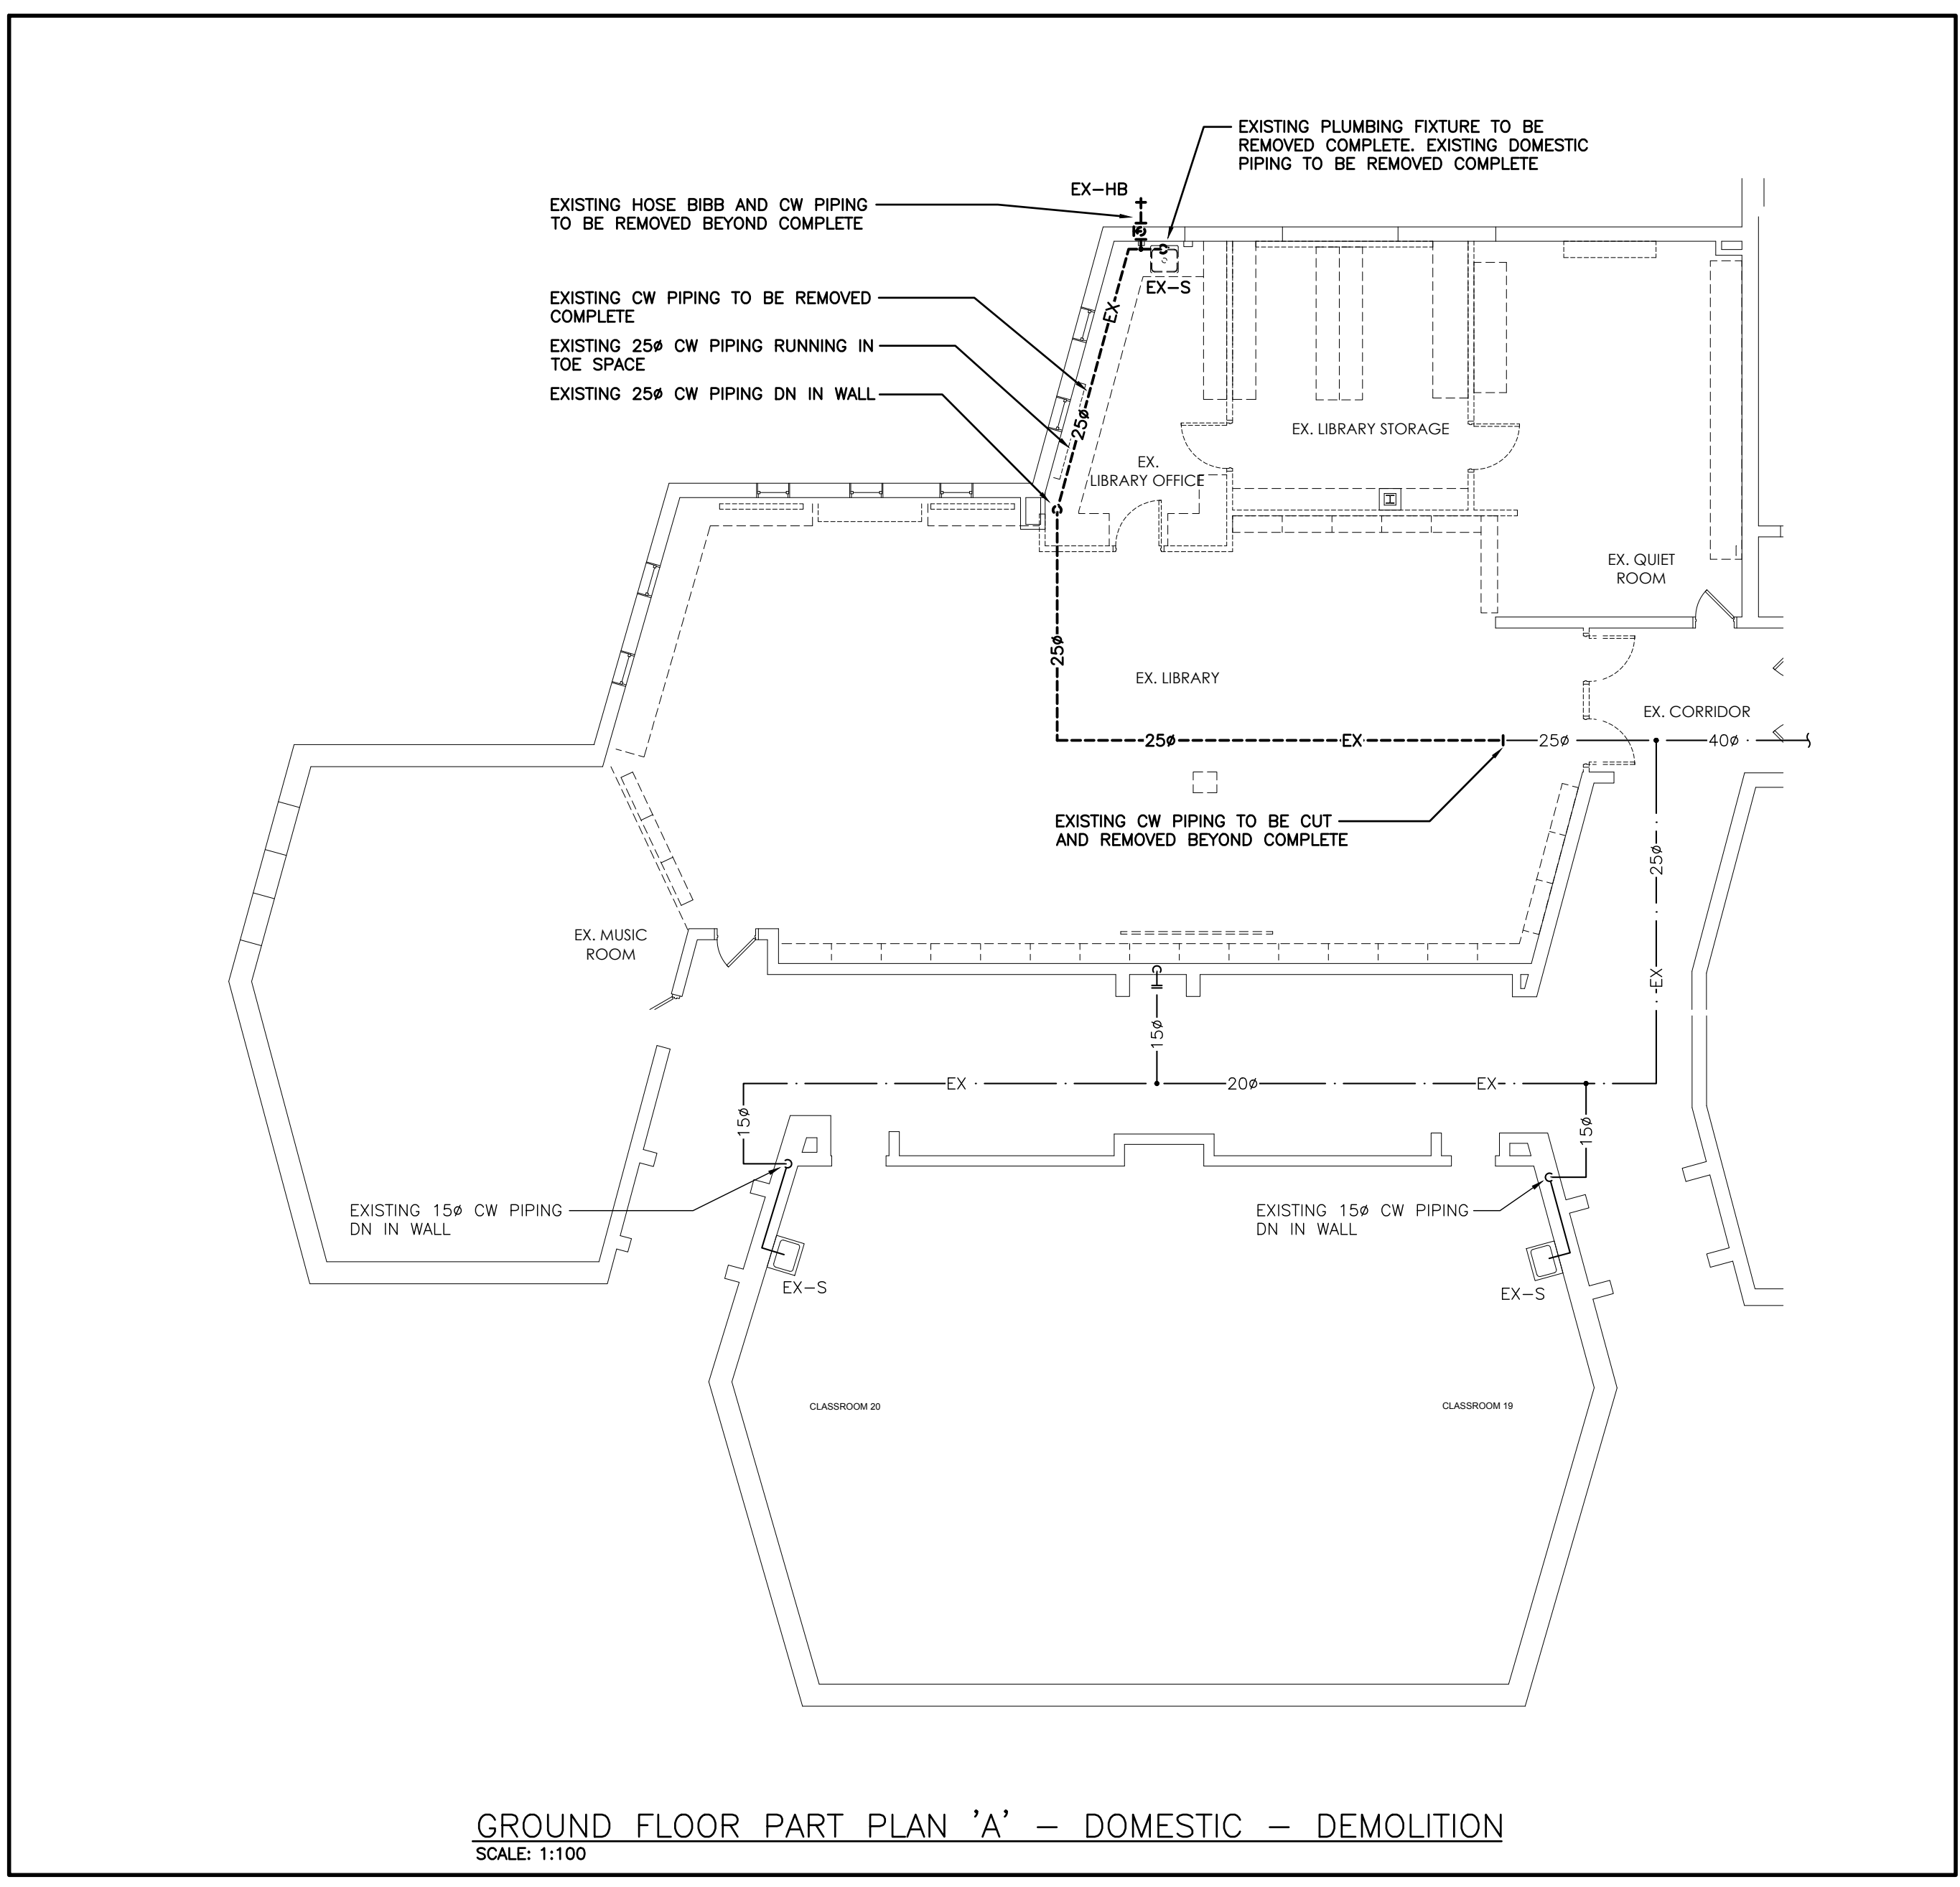 EXISTING PLUMBING FIXTURE TO BE
REMOVED COMPLETE. EXISTING DOMESTIC
PIPING TO BE REMOVED COMPLETE
EX-HB
EXISTING HOSE BIBB AND CW PIPING
TO BE REMOVED BEYOND COMPLETE
EX-S
EXISTING CW PIPING TO BE REMOVED
COMPLETE
EX
EXISTING 25ø CW PIPING RUNNING IN
TOE SPACE
EXISTING 25ø CW PIPING DN IN WALL
25ø
EX. LIBRARY STORAGE
EX.
LIBRARY OFFICE
EX. QUIET
ROOM
25ø
EX. LIBRARY
EX. CORRIDOR
25ø
EX
25ø
40ø
EXISTING CW PIPING TO BE CUT
AND REMOVED BEYOND COMPLETE
25ø
EX. MUSIC
ROOM
EX
15ø
EX
20ø
EX
15ø
15ø
EXISTING 15ø CW PIPING
DN IN WALL
EXISTING 15ø CW PIPING
DN IN WALL
EX-S
EX-S
CLASSROOM 20
CLASSROOM 19
GROUND FLOOR PART PLAN 'A' - DOMESTIC - DEMOLITION
SCALE: 1:100